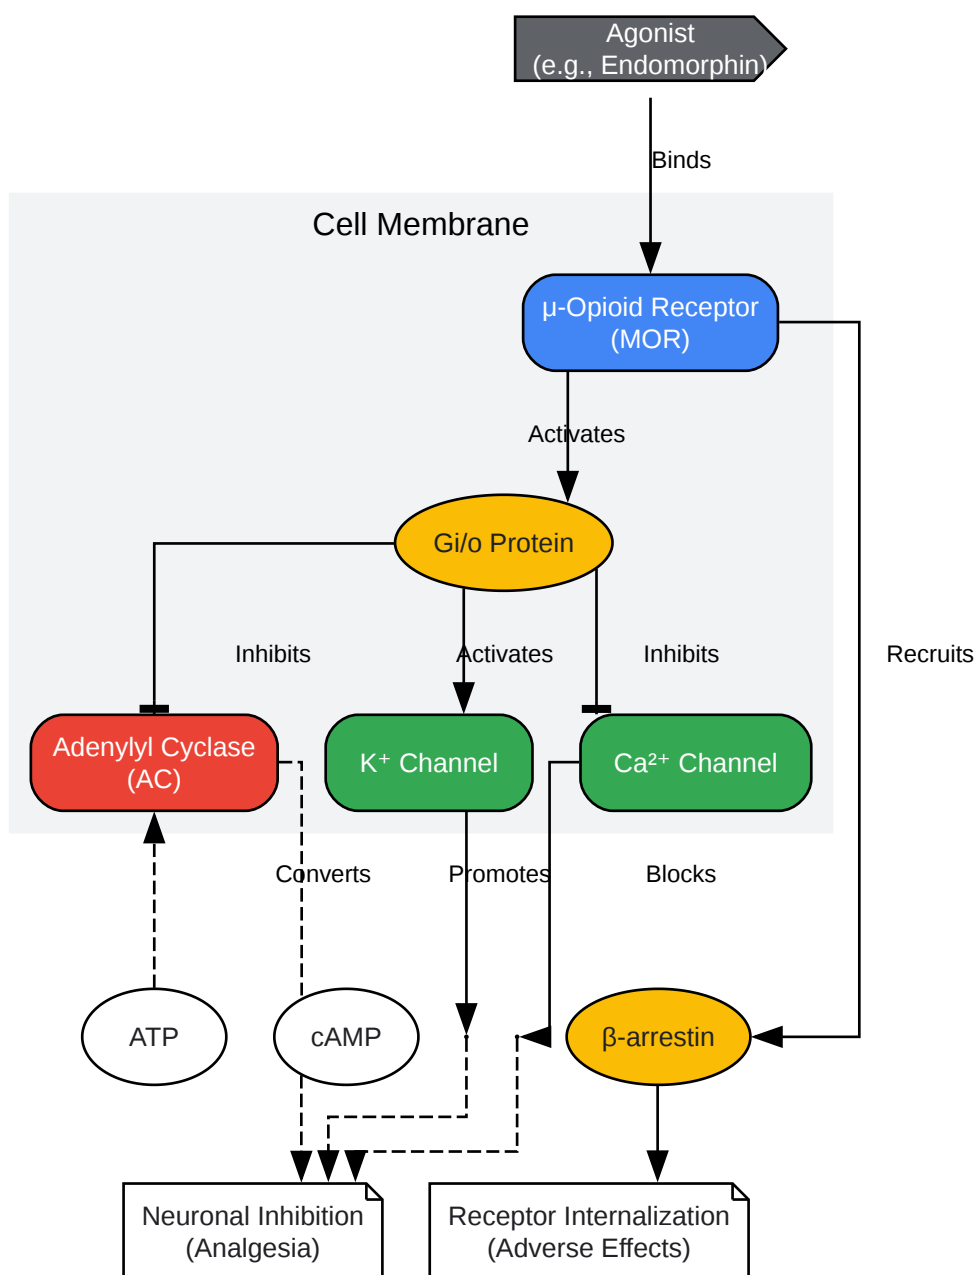 Agonist
(e.g., Endomorphin)
Binds
Cell Membrane
μ-Opioid Receptor
(MOR)
Activates
Gi/o Protein
Inhibits
Activates
Inhibits
Recruits
Adenylyl Cyclase
(AC)
K⁺ Channel
Ca²⁺ Channel
Converts
Promotes
Blocks
ATP
cAMP
β-arrestin
Neuronal Inhibition
(Analgesia)
Receptor Internalization
(Adverse Effects)